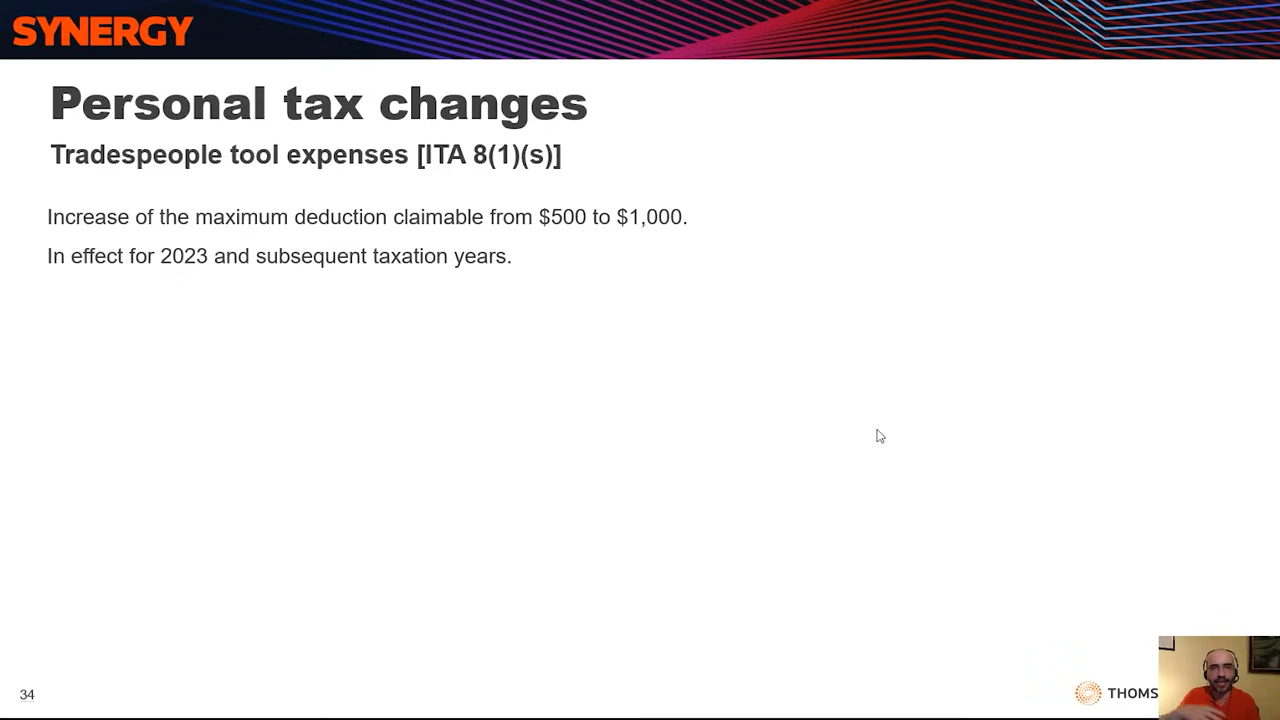 SYNERGY
Personal tax changes
Tradespeople tool expenses [ITA 8(1)(s)]
Increase of the maximum deduction claimable from $500 to $1,000.
In effect for 2023 and subsequent taxation years.
34
THOMS